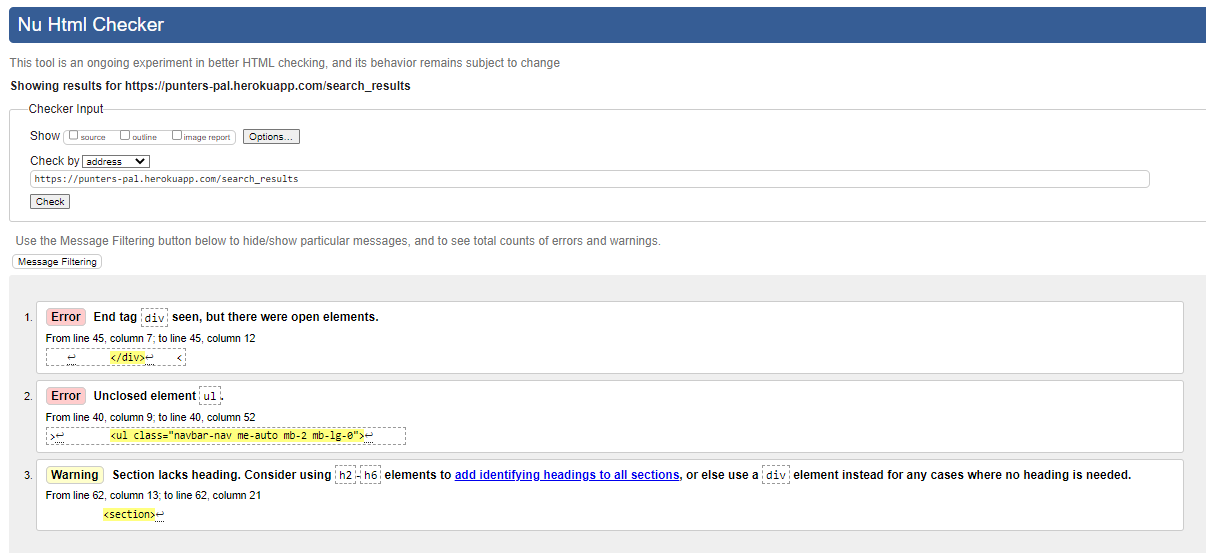 Nu Html Checker
This tool is an ongoing experiment in better HTML checking, and its behavior remains subject to change
Showing results for https://punters-pal.herokuapp.com/search_results
Checker Input
Show source outline image report Options...
Check by address
https://punters-pal.herokuapp.com/search_results
Check
Use the Message Filtering button below to hide/show particular messages, and to see total counts of errors and warnings.
Message Filtering
1. Error End tag div seen, but there were open elements.
From line 45, column 7; to line 45, column 12
↩ </div>↩ <
2. Error Unclosed element ul.
From line 40, column 9; to line 40, column 52
>↩ <ul class="navbar-nav me-auto mb-2 mb-lg-0">↩
3. Warning Section lacks heading. Consider using h2-h6 elements to add identifying headings to all sections, or else use a div element instead for any cases where no heading is needed.
From line 62, column 13; to line 62, column 21
<section>↩